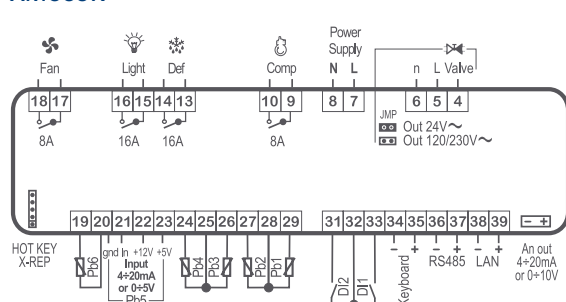 Power
Supply
Fan
Light
Def
Comp
N L
n L Valve
18 17
16 15 14 13
10 9
8 7
6 5 4
8A
16A
16A
8A
JMP
Out 24V~
Out 120/230V~
19 20 21 22 23 24 25 26 27 28 29
31 32 33 34 35 36 37 38 39
- +
HOT KEY
X-REP
Pb6
gnd In +12V +5V
Input
4÷20mA
or 0÷5V
Pb5
Pb4
Pb3
Pb2
Pb1
DI2
DI1
- +
Keyboard
- +
RS485
- +
LAN
An out
4÷20mA
or 0÷10V